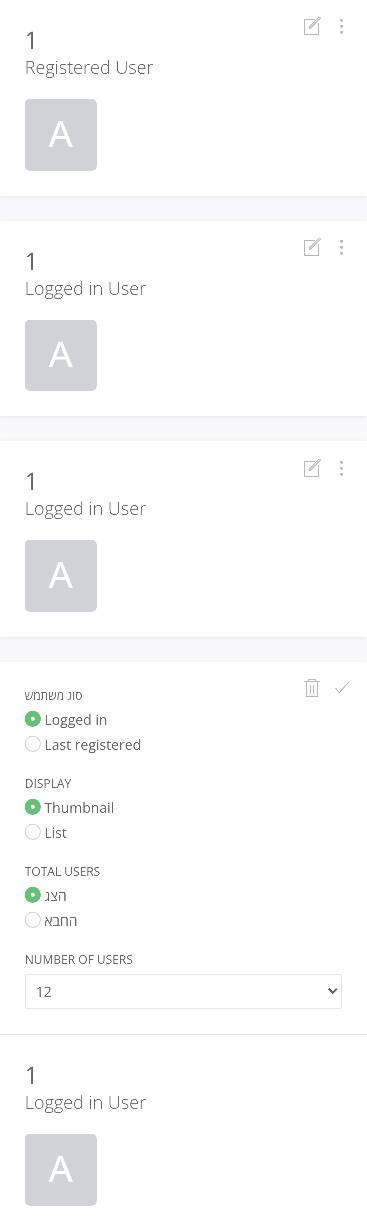 1
Registered User
A
1
Logged in User
A
1
Logged in User
A
סוג משתמש
Logged in
Last registered
DISPLAY
Thumbnail
List
TOTAL USERS
הצג
החבא
NUMBER OF USERS
12
1
Logged in User
A